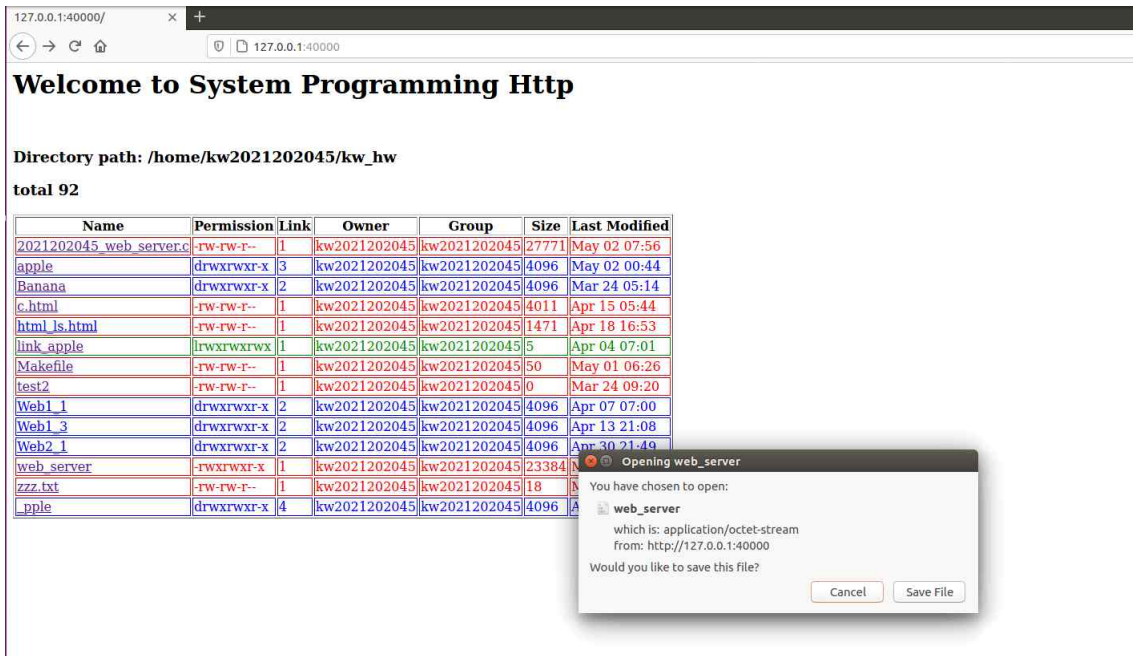 127.0.0.1:40000/
127.0.0.1:40000
Welcome to System Programming Http
Directory path: /home/kw2021202045/kw_hw
total 92
Name Permission Link Owner Group Size Last Modified
2021202045_web_server.c -rw-rw-r-- 1 kw2021202045 kw2021202045 27771 May 02 07:56
apple drwxrwxr-x 3 kw2021202045 kw2021202045 4096 May 02 00:44
Banana drwxrwxr-x 2 kw2021202045 kw2021202045 4096 Mar 24 05:14
c.html -rw-rw-r-- 1 kw2021202045 kw2021202045 4011 Apr 15 05:44
html_ls.html -rw-rw-r-- 1 kw2021202045 kw2021202045 1471 Apr 18 16:53
link_apple lrwxrwxrwx 1 kw2021202045 kw2021202045 5 Apr 04 07:01
Makefile -rw-rw-r-- 1 kw2021202045 kw2021202045 50 May 01 06:26
test2 -rw-rw-r-- 1 kw2021202045 kw2021202045 0 Mar 24 09:20
Web1_1 drwxrwxr-x 2 kw2021202045 kw2021202045 4096 Apr 07 07:00
Web1_3 drwxrwxr-x 2 kw2021202045 kw2021202045 4096 Apr 13 21:08
Web2_1 drwxrwxr-x 2 kw2021202045 kw2021202045 4096 Apr 30 21:49
web_server -rwxrwxr-x 1 kw2021202045 kw2021202045 23384
zzz.txt -rw-rw-r-- 1 kw2021202045 kw2021202045 18
_pple drwxrwxr-x 4 kw2021202045 kw2021202045 4096
Opening web_server
You have chosen to open:
web_server
which is: application/octet-stream
from: http://127.0.0.1:40000
Would you like to save this file?
Cancel Save File